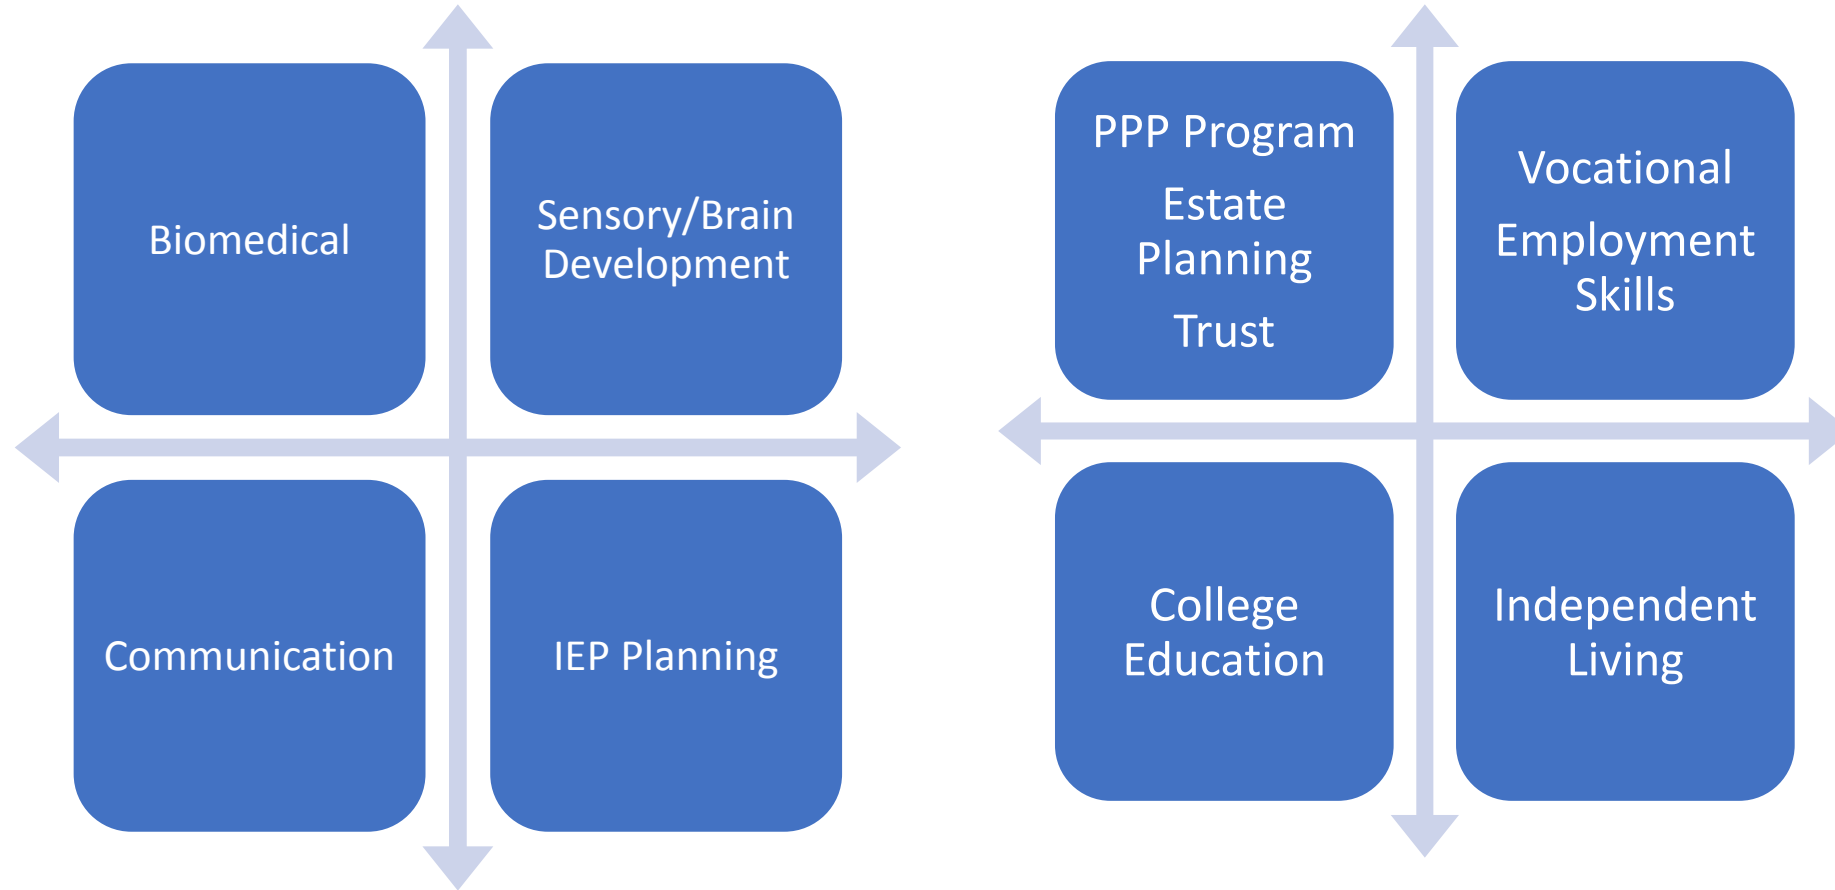 Biomedical
Sensory/Brain
Development
Communication
IEP Planning
PPP Program
Estate
Planning
Trust
Vocational
Employment
Skills
College
Education
Independent
Living